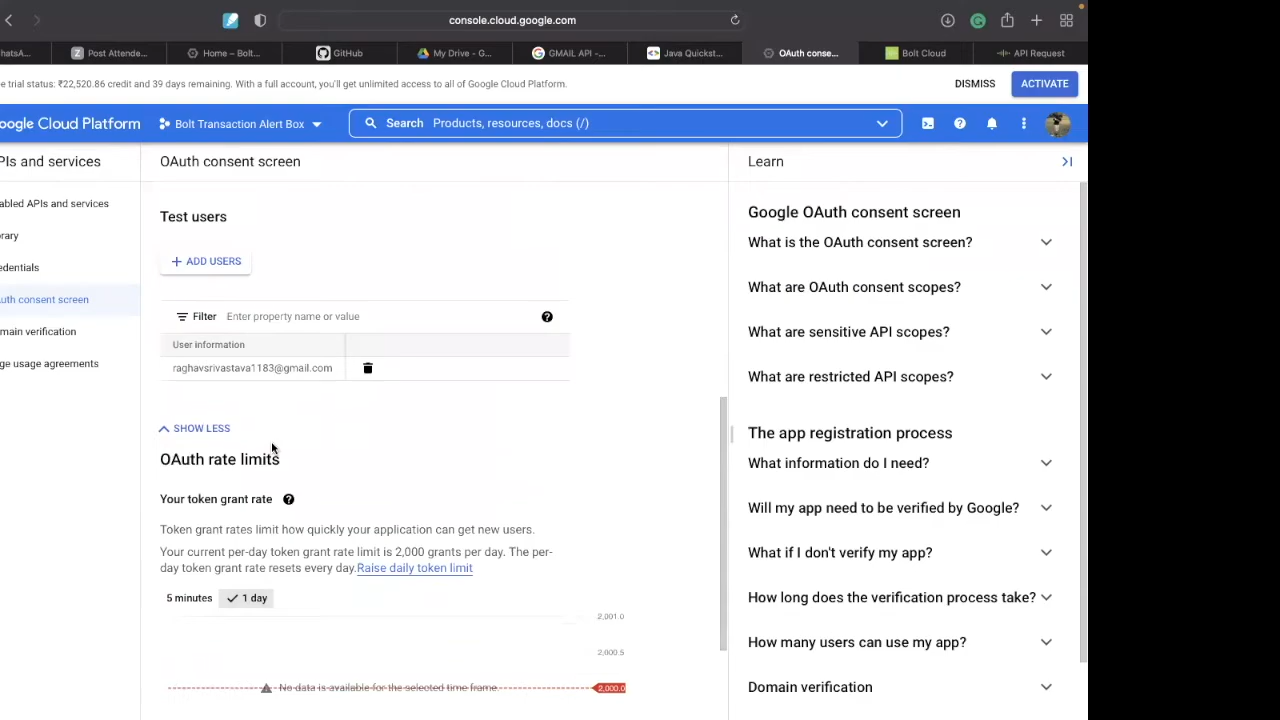 console.cloud.google.com
hatsA...
Post Attende...
Home – Bolt...
GitHub
My Drive - G...
GMAIL API -...
Java Quickst...
OAuth conse...
Bolt Cloud
API Request
e trial status: ₹22,520.86 credit and 39 days remaining. With a full account, you'll get unlimited access to all of Google Cloud Platform.
DISMISS
ACTIVATE
oogle Cloud Platform
Bolt Transaction Alert Box
Search Products, resources, docs (/)
PIs and services
OAuth consent screen
Learn
abled APIs and services
rary
edentials
uth consent screen
main verification
ge usage agreements
Test users
+ ADD USERS
Filter Enter property name or value
User information
raghavsrivastava1183@gmail.com
SHOW LESS
OAuth rate limits
Your token grant rate
Token grant rates limit how quickly your application can get new users.
Your current per-day token grant rate limit is 2,000 grants per day. The per-
day token grant rate resets every day.Raise daily token limit
5 minutes
1 day
2,001.0
2,000.5
No data is available for the selected time frame.
2,000.0
Google OAuth consent screen
What is the OAuth consent screen?
What are OAuth consent scopes?
What are sensitive API scopes?
What are restricted API scopes?
The app registration process
What information do I need?
Will my app need to be verified by Google?
What if I don't verify my app?
How long does the verification process take?
How many users can use my app?
Domain verification